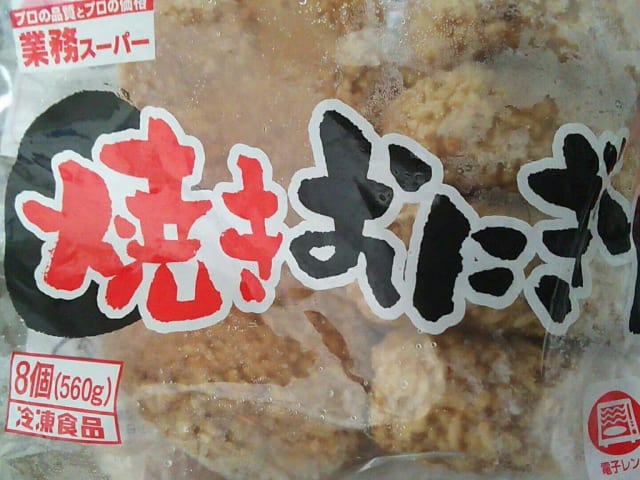 プロの品質とプロの価格
業務スーパー
焼きおにぎ
8個(560g)
冷凍食品
電子レン